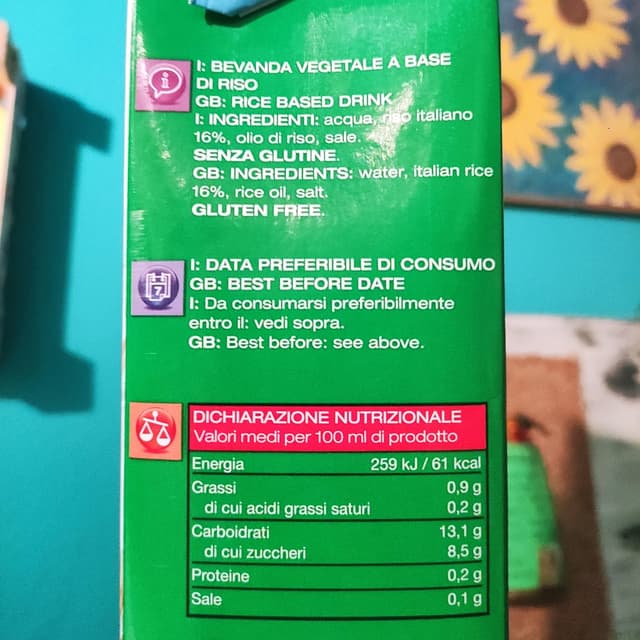 I: BEVANDA VEGETALE A BASE
DI RISO
GB: RICE BASED DRINK
I: INGREDIENTI: acqua, riso italiano
16%, olio di riso, sale.
SENZA GLUTINE.
GB: INGREDIENTS: water, italian rice
16%, rice oil, salt.
GLUTEN FREE.
7
I: DATA PREFERIBILE DI CONSUMO
GB: BEST BEFORE DATE
I: Da consumarsi preferibilmente
entro il: vedi sopra.
GB: Best before: see above.
DICHIARAZIONE NUTRIZIONALE
Valori medi per 100 ml di prodotto
Energia 259 kJ / 61 kcal
Grassi 0,9 g
di cui acidi grassi saturi 0,2 g
Carboidrati 13,1 g
di cui zuccheri 8,5 g
Proteine 0,2 g
Sale 0,1 g